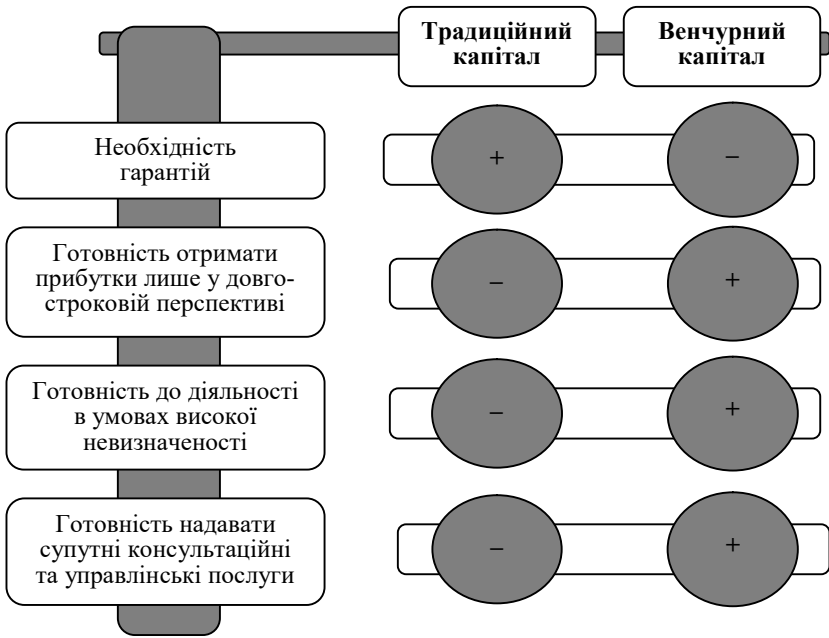 Традиційний
капітал
Венчурний
капітал
Необхідність
гарантій
+
–
Готовність отримати
прибутки лише у довго-
строковій перспективі
–
+
Готовність до діяльності
в умовах високої
невизначеності
–
+
Готовність надавати
супутні консультаційні
та управлінські послуги
–
+